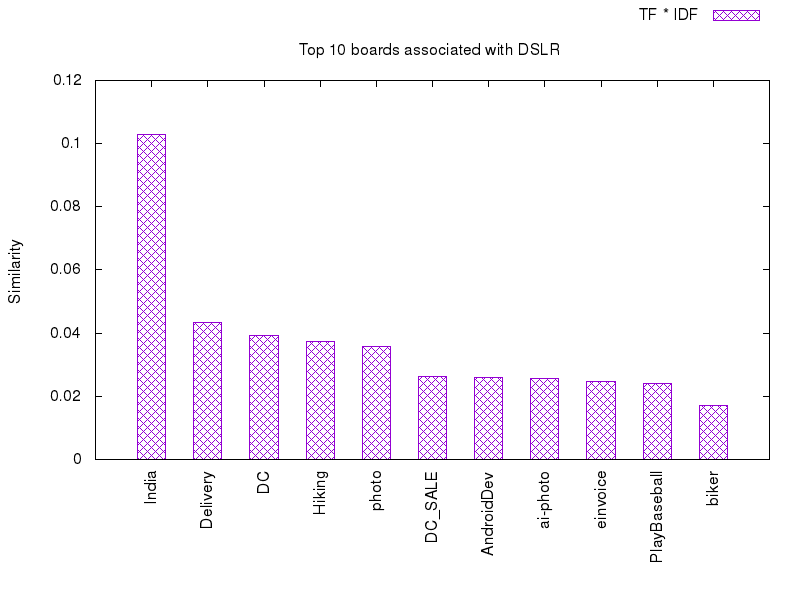 TF * IDF
Top 10 boards associated with DSLR
0.12
0.1
0.08
0.06
0.04
0.02
0
Similarity
India
Delivery
DC
Hiking
photo
DC_SALE
AndroidDev
ai-photo
einvoice
PlayBaseball
biker